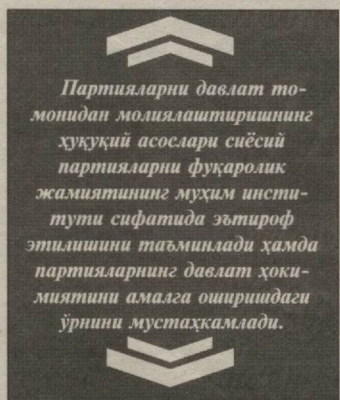 Партияларни давлат то-
монидан молиялаштиришнинг
ҳуқуқий асослари сиёсий
партияларни фуқаролик
жамиятининг муҳим инсти-
тути сифатида эътироф
этилишини таъминлади ҳамда
партияларнинг давлат ҳоки-
миятини амалга оширишдаги
ўрнини мустаҳкамлади.